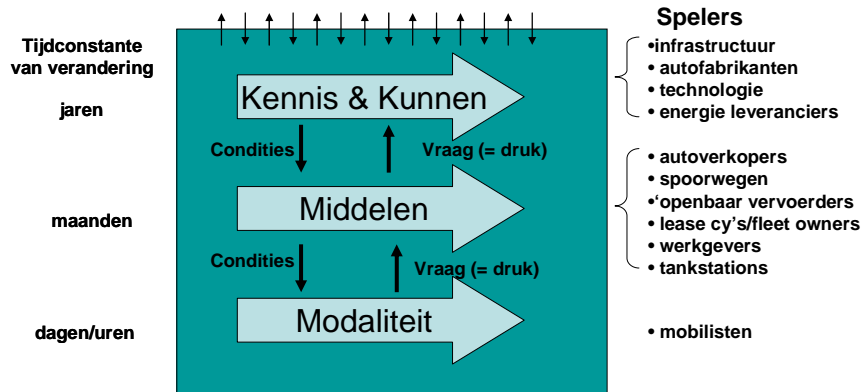 Spelers
Tijdconstante
van verandering
jaren
Kennis & Kunnen
•infrastructuur
• autofabrikanten
• technologie
• energie leveranciers
Condities
Vraag (= druk)
maanden
Middelen
• autoverkopers
• spoorwegen
•‘openbaar vervoerders
• lease cy's/fleet owners
• werkgevers
• tankstations
Condities
Vraag (= druk)
dagen/uren
Modaliteit
• mobilisten